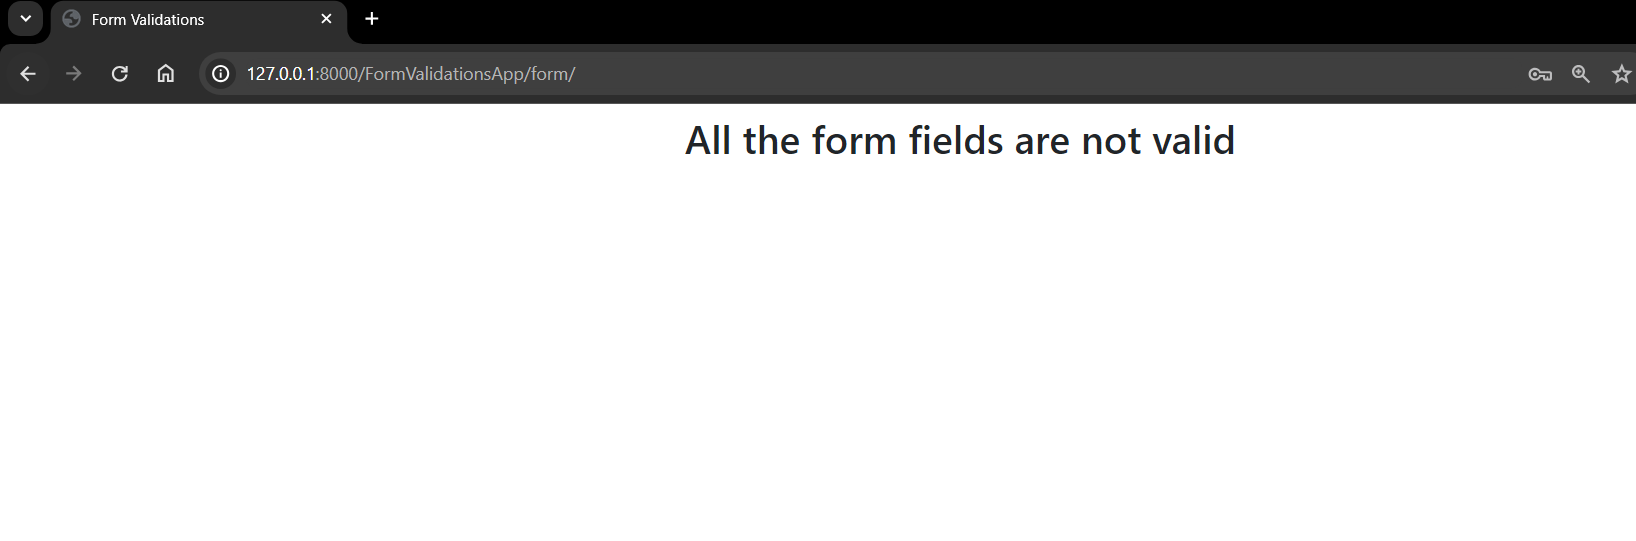 Form Validations
127.0.0.1:8000/FormValidationsApp/form/
All the form fields are not valid